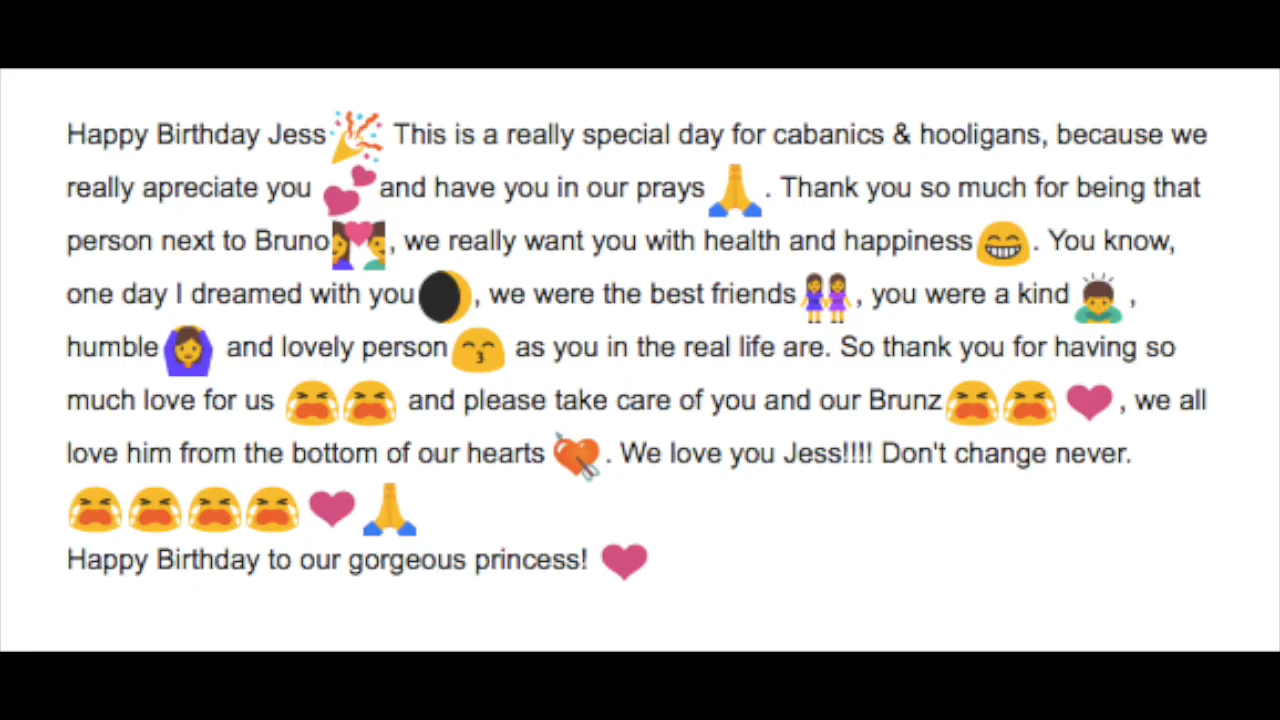 Happy Birthday Jess🎉 This is a really special day for cabanics & hooligans, because we
really apreciate you 💕and have you in our prays🙏. Thank you so much for being that
person next to Bruno💑, we really want you with health and happiness😁. You know,
one day I dreamed with you🌒, we were the best friends👭, you were a kind 🙇,
humble🙆 and lovely person😙 as you in the real life are. So thank you for having so
much love for us 😭😭 and please take care of you and our Brunz😭😭❤, we all
love him from the bottom of our hearts 💘. We love you Jess!!!! Don't change never.
😭😭😭😭❤🙏
Happy Birthday to our gorgeous princess! ❤